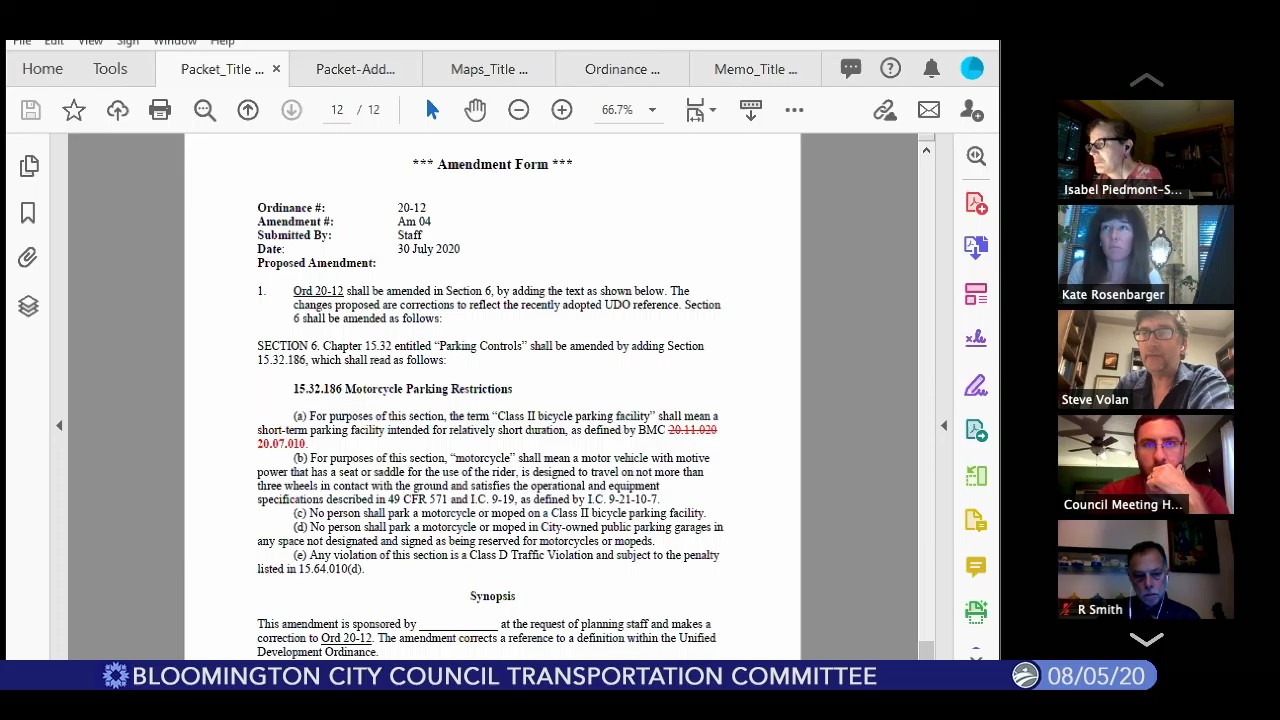 File Edit View Sign Window Help
Home Tools Packet_Title ... × Packet-Add... Maps_Title ... Ordinance ... Memo_Title ...
12 / 12 66.7%
*** Amendment Form ***
Ordinance #: 20-12
Amendment #: Am 04
Submitted By: Staff
Date: 30 July 2020
Proposed Amendment:
1. Ord 20-12 shall be amended in Section 6, by adding the text as shown below. The
changes proposed are corrections to reflect the recently adopted UDO reference. Section
6 shall be amended as follows:
SECTION 6. Chapter 15.32 entitled “Parking Controls” shall be amended by adding Section
15.32.186, which shall read as follows:
15.32.186 Motorcycle Parking Restrictions
(a) For purposes of this section, the term “Class II bicycle parking facility” shall mean a
short-term parking facility intended for relatively short duration, as defined by BMC 20.11.020
20.07.010.
(b) For purposes of this section, “motorcycle” shall mean a motor vehicle with motive
power that has a seat or saddle for the use of the rider, is designed to travel on not more than
three wheels in contact with the ground and satisfies the operational and equipment
specifications described in 49 CFR 571 and I.C. 9-19, as defined by I.C. 9-21-10-7.
(c) No person shall park a motorcycle or moped on a Class II bicycle parking facility.
(d) No person shall park a motorcycle or moped in City-owned public parking garages in
any space not designated and signed as being reserved for motorcycles or mopeds.
(e) Any violation of this section is a Class D Traffic Violation and subject to the penalty
listed in 15.64.010(d).
Synopsis
This amendment is sponsored by ______________ at the request of planning staff and makes a
correction to Ord 20-12. The amendment corrects a reference to a definition within the Unified
Development Ordinance.
Isabel Piedmont-S...
Kate Rosenbarger
Steve Volan
Council Meeting H...
R Smith
BLOOMINGTON CITY COUNCIL TRANSPORTATION COMMITTEE 08/05/20